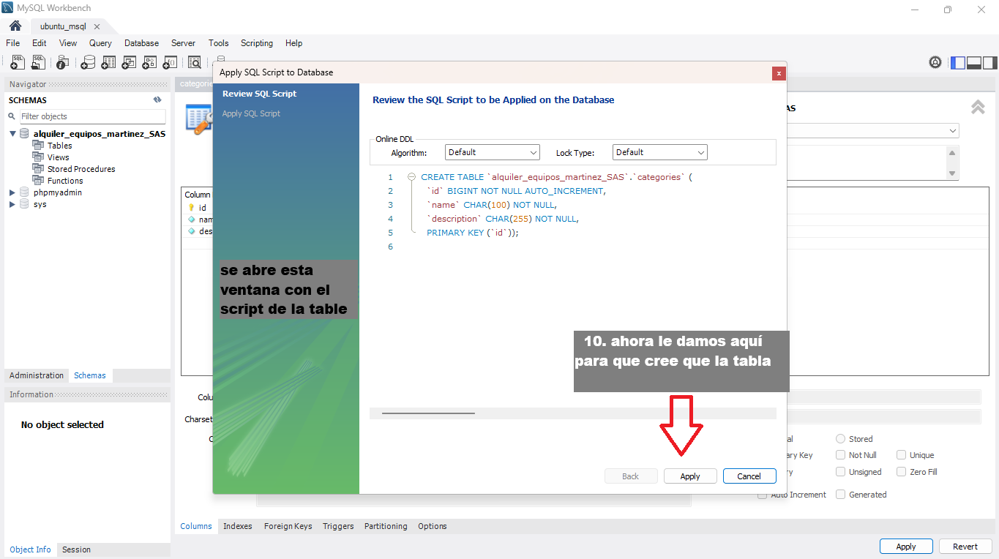 MySQL Workbench
ubuntu_msql
File Edit View Query Database Server Tools Scripting Help
Navigator
SCHEMAS
Filter objects
alquiler_equipos_martinez_SAS
Tables
Views
Stored Procedures
Functions
phpmyadmin
sys
Administration Schemas
Information
No object selected
Object Info Session
categorie
Column
id
nam
des
Colu
Charset
C
Apply SQL Script to Database
Review SQL Script
Apply SQL Script
se abre esta
ventana con el
script de la table
Review the SQL Script to be Applied on the Database
Online DDL
Algorithm: Default Lock Type: Default
1 CREATE TABLE `alquiler_equipos_martinez_SAS`.`categories` (
2 `id` BIGINT NOT NULL AUTO_INCREMENT,
3 `name` CHAR(100) NOT NULL,
4 `description` CHAR(255) NOT NULL,
5 PRIMARY KEY (`id`));
6
10. ahora le damos aquí
para que cree que la tabla
Back Apply Cancel
AS
al Stored
ary Key Not Null Unique
ry Unsigned Zero Fill
Auto Increment Generated
Columns Indexes Foreign Keys Triggers Partitioning Options
Apply Revert